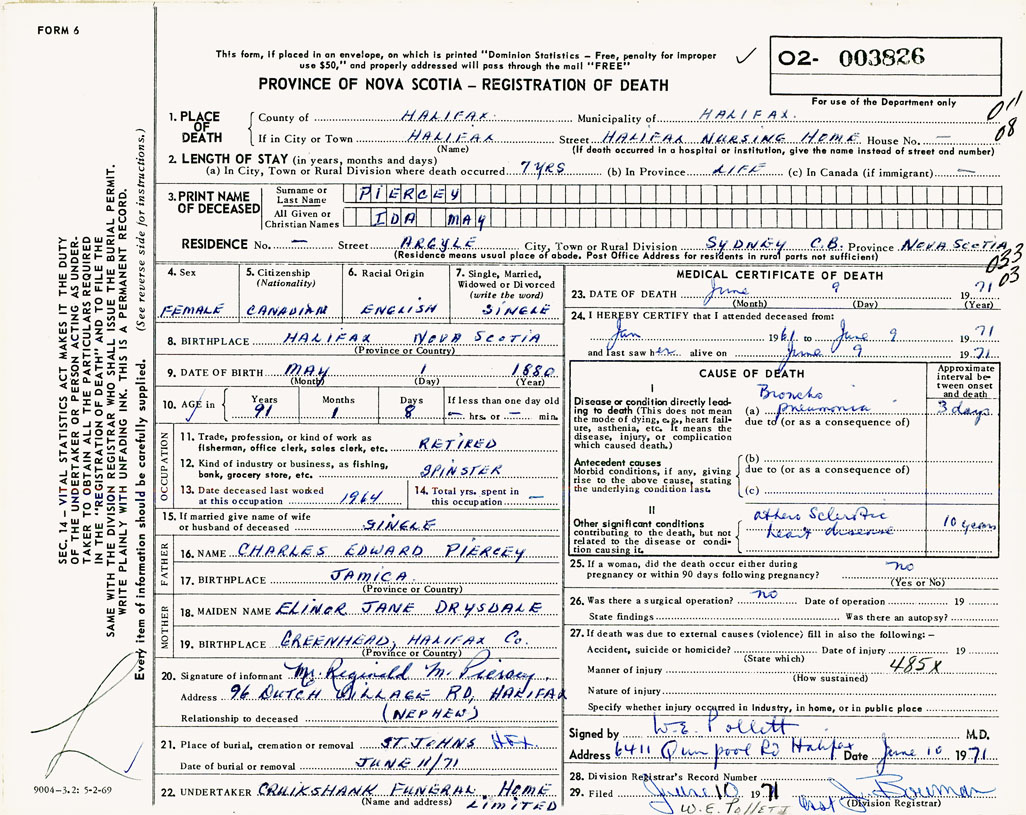 FORM 6
This form, if placed in an envelope, on which is printed "Dominion Statistics – Free, penalty for improper
use $50," and properly addressed will pass through the mail "FREE"
✓
O2- 003826
PROVINCE OF NOVA SCOTIA – REGISTRATION OF DEATH
For use of the Department only
011
08
1. PLACE OF DEATH
County of HALIFAX. Municipality of HALIFAX.
If in City or Town HALIFAX Street HALIFAX NURSING HOME House No. —
(Name) (If death occurred in a hospital or institution, give the name instead of street and number)
2. LENGTH OF STAY (in years, months and days)
(a) In City, Town or Rural Division where death occurred 7 YRS (b) In Province LIFE (c) In Canada (if immigrant) —
3. PRINT NAME OF DECEASED
Surname or Last Name PIERCEY
All Given or Christian Names IDA MAY
RESIDENCE No. — Street ARGYLE City, Town or Rural Division SYDNEY C.B. Province NOVA SCOTIA
(Residence means usual place of abode. Post Office Address for residents in rural parts not sufficient)
033
03
4. Sex
FEMALE
5. Citizenship (Nationality)
CANADIAN
6. Racial Origin
ENGLISH
7. Single, Married, Widowed or Divorced (write the word)
SINGLE
8. BIRTHPLACE HALIFAX NOVA SCOTIA
(Province or Country)
9. DATE OF BIRTH MAY 1 1880
(Month) (Day) (Year)
10. AGE in
Years 91
Months 1
Days 8
If less than one day old
— hrs. or — min.
OCCUPATION
11. Trade, profession, or kind of work as
fisherman, office clerk, sales clerk, etc. RETIRED
12. Kind of industry or business, as fishing,
bank, grocery store, etc. SPINSTER
13. Date deceased last worked
at this occupation 1964
14. Total yrs. spent in
this occupation —
15. If married give name of wife
or husband of deceased SINGLE
FATHER
16. NAME CHARLES EDWARD PIERCEY
17. BIRTHPLACE JAMICA
(Province or Country)
MOTHER
18. MAIDEN NAME ELINOR JANE DRYSDALE
19. BIRTHPLACE GREENHEAD, HALIFAX Co.
(Province or Country)
20. Signature of informant Mr. Reginald M. Piercey.
Address 96 DUTCH VILLAGE RD, HALIFAX
Relationship to deceased (NEPHEW)
21. Place of burial, cremation or removal ST. JOHNS HFX.
Date of burial or removal JUNE 11/71
22. UNDERTAKER CRUIKSHANK FUNERAL HOME
(Name and address) LIMITED
MEDICAL CERTIFICATE OF DEATH
23. DATE OF DEATH June 9 1971
(Month) (Day) (Year)
24. I HEREBY CERTIFY that I attended deceased from:
Jan 1961 to June 9 1971
and last saw her alive on June 9 1971
CAUSE OF DEATH
Approximate interval between onset and death
I
Disease or condition directly leading to death (This does not mean the mode of dying, e.g., heart failure, asthenia, etc. It means the disease, injury, or complication which caused death.)
(a) Broncho pneumonia 3 days.
due to (or as a consequence of)
Antecedent causes
Morbid conditions, if any, giving rise to the above cause, stating the underlying condition last.
(b)
due to (or as a consequence of)
(c)
II
Other significant conditions
contributing to the death, but not related to the disease or condition causing it.
athero Sclerotic heart disease 10 years
25. If a woman, did the death occur either during
pregnancy or within 90 days following pregnancy? no
(Yes or No)
26. Was there a surgical operation? no Date of operation 19
State findings Was there an autopsy?
27. If death was due to external causes (violence) fill in also the following: –
Accident, suicide or homicide? Date of injury 19
(State which)
Manner of injury 485X
(How sustained)
Nature of injury
Specify whether injury occurred in industry, in home, or in public place
Signed by W.E. Pollett M.D.
Address 6411 Quinpool Rd Halifax Date June 10 1971
28. Division Registrar's Record Number
29. Filed June 10 1971 Asst J. Bowman
W.E. POLLETT (Division Registrar)
SEC. 14 – VITAL STATISTICS ACT MAKES IT THE DUTY
OF THE UNDERTAKER OR PERSON ACTING AS UNDER-
TAKER TO OBTAIN ALL THE PARTICULARS REQUIRED
IN THE "REGISTRATION OF DEATH" AND TO FILE THE
SAME WITH THE DIVISION REGISTRAR WHO SHALL ISSUE THE BURIAL PERMIT.
WRITE PLAINLY WITH UNFADING INK. THIS IS A PERMANENT RECORD.
Every item of information should be carefully supplied. (See reverse side for instructions.)
9004–3.2: 5-2-69